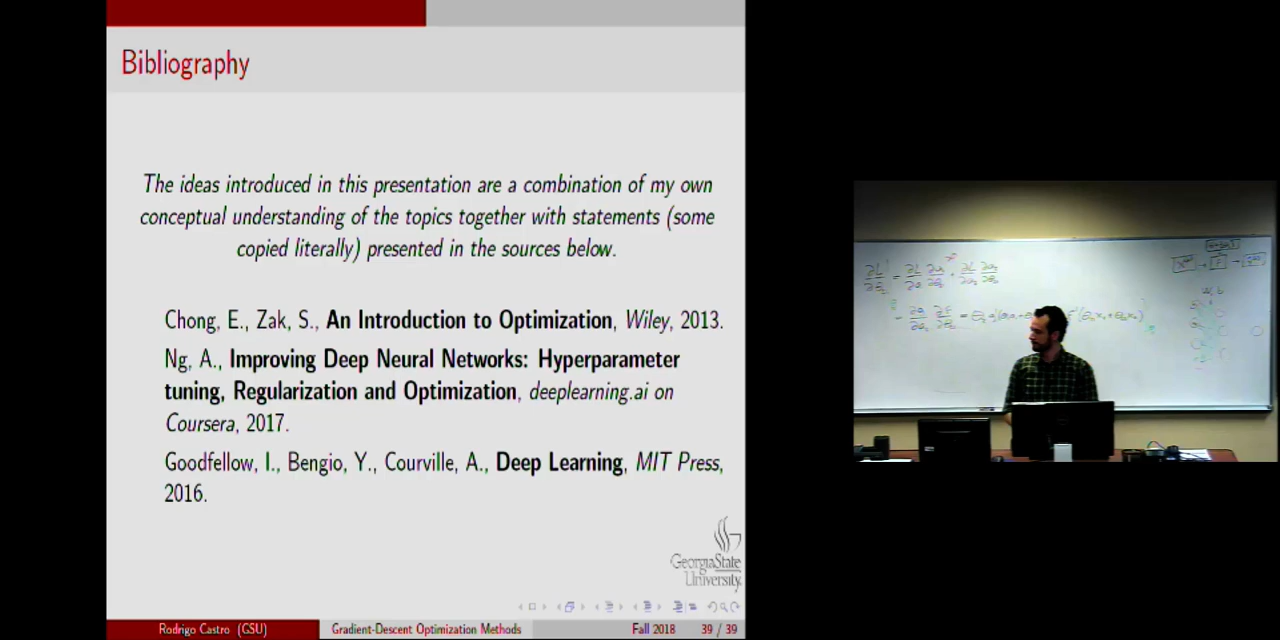 Bibliography
The ideas introduced in this presentation are a combination of my own
conceptual understanding of the topics together with statements (some
copied literally) presented in the sources below.
Chong, E., Zak, S., An Introduction to Optimization, Wiley, 2013.
Ng, A., Improving Deep Neural Networks: Hyperparameter
tuning, Regularization and Optimization, deeplearning.ai on
Coursera, 2017.
Goodfellow, I., Bengio, Y., Courville, A., Deep Learning, MIT Press,
2016.
GeorgiaState
University
Rodrigo Castro (GSU) Gradient-Descent Optimization Methods Fall 2018 39 / 39